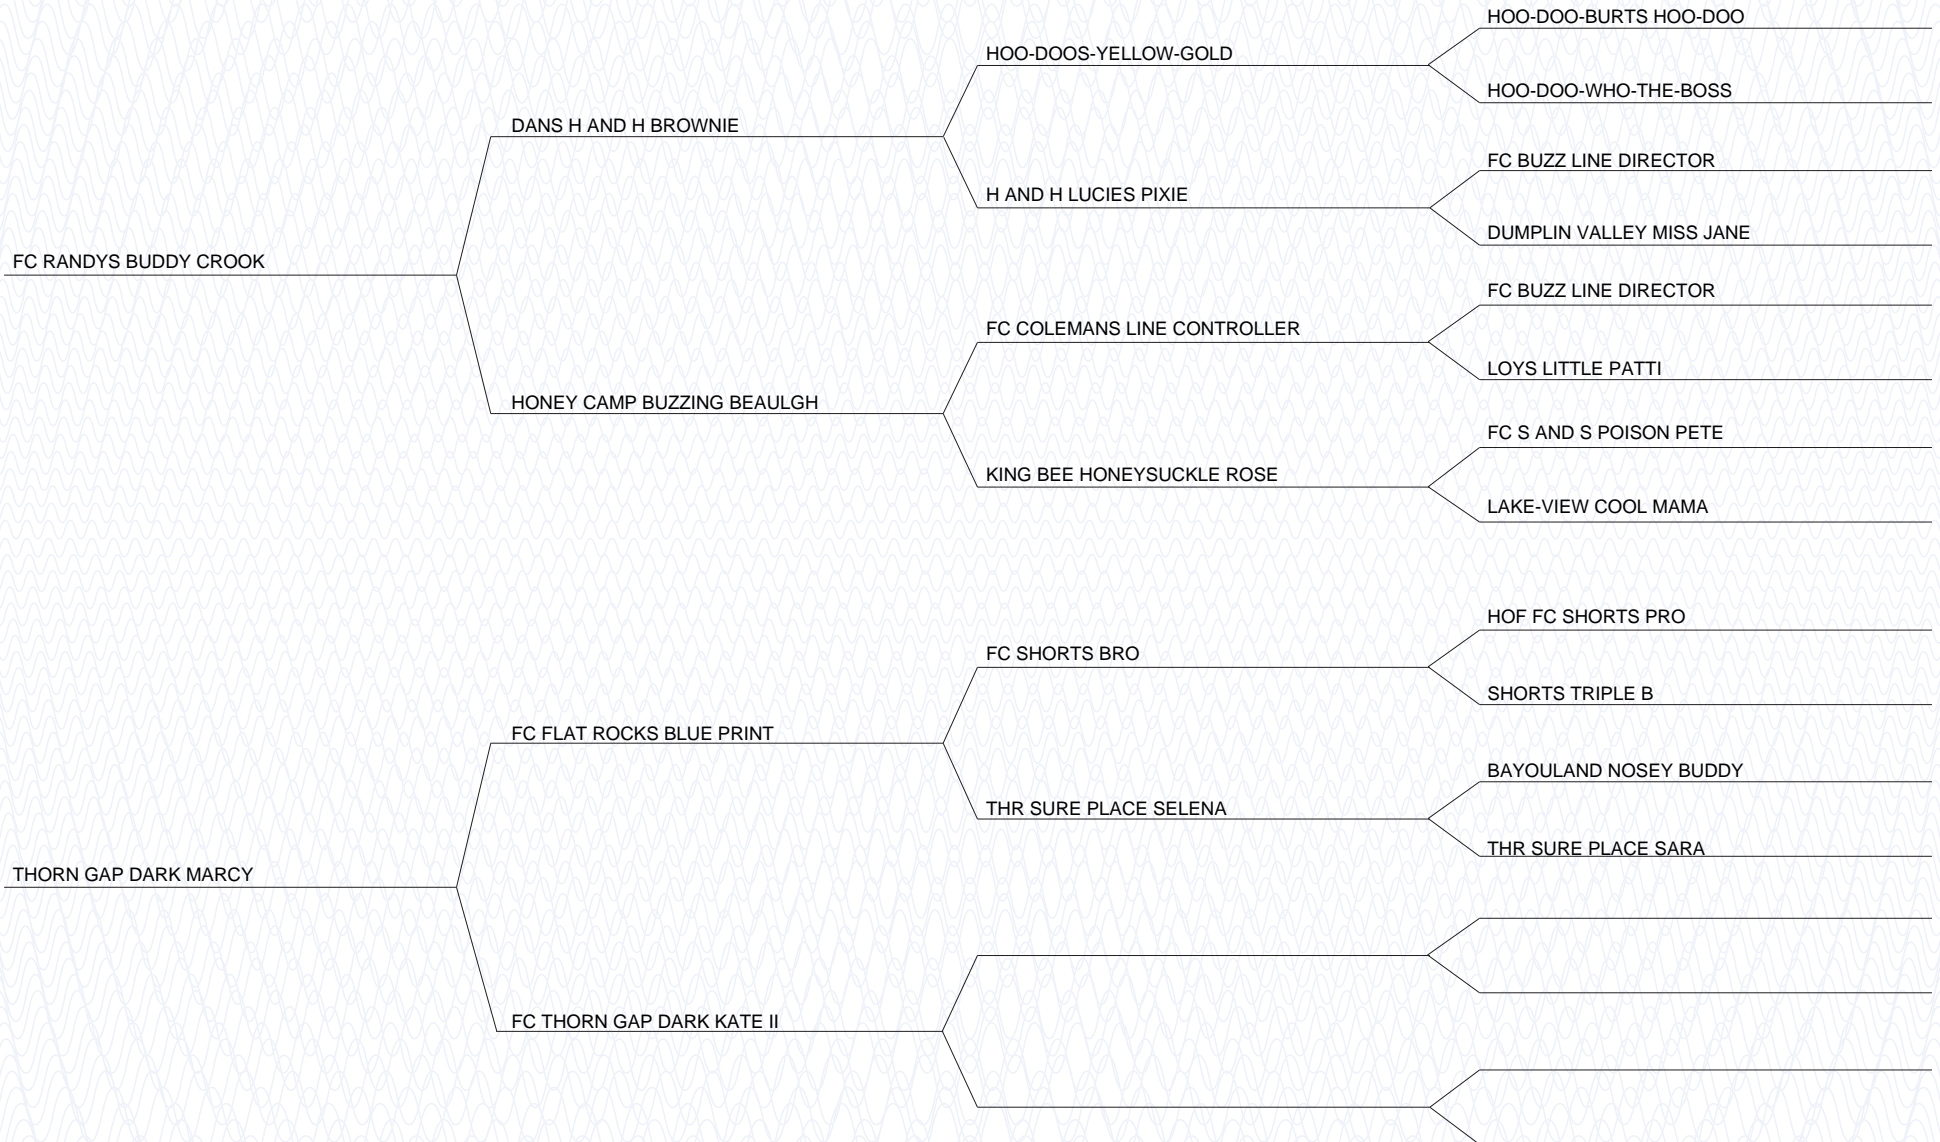 HOO-DOO-BURTS HOO-DOO
HOO-DOOS-YELLOW-GOLD
HOO-DOO-WHO-THE-BOSS
DANS H AND H BROWNIE
FC BUZZ LINE DIRECTOR
H AND H LUCIES PIXIE
DUMPLIN VALLEY MISS JANE
FC RANDYS BUDDY CROOK
FC BUZZ LINE DIRECTOR
FC COLEMANS LINE CONTROLLER
LOYS LITTLE PATTI
HONEY CAMP BUZZING BEAULGH
FC S AND S POISON PETE
KING BEE HONEYSUCKLE ROSE
LAKE-VIEW COOL MAMA
HOF FC SHORTS PRO
FC SHORTS BRO
SHORTS TRIPLE B
FC FLAT ROCKS BLUE PRINT
BAYOULAND NOSEY BUDDY
THR SURE PLACE SELENA
THR SURE PLACE SARA
THORN GAP DARK MARCY
FC THORN GAP DARK KATE II